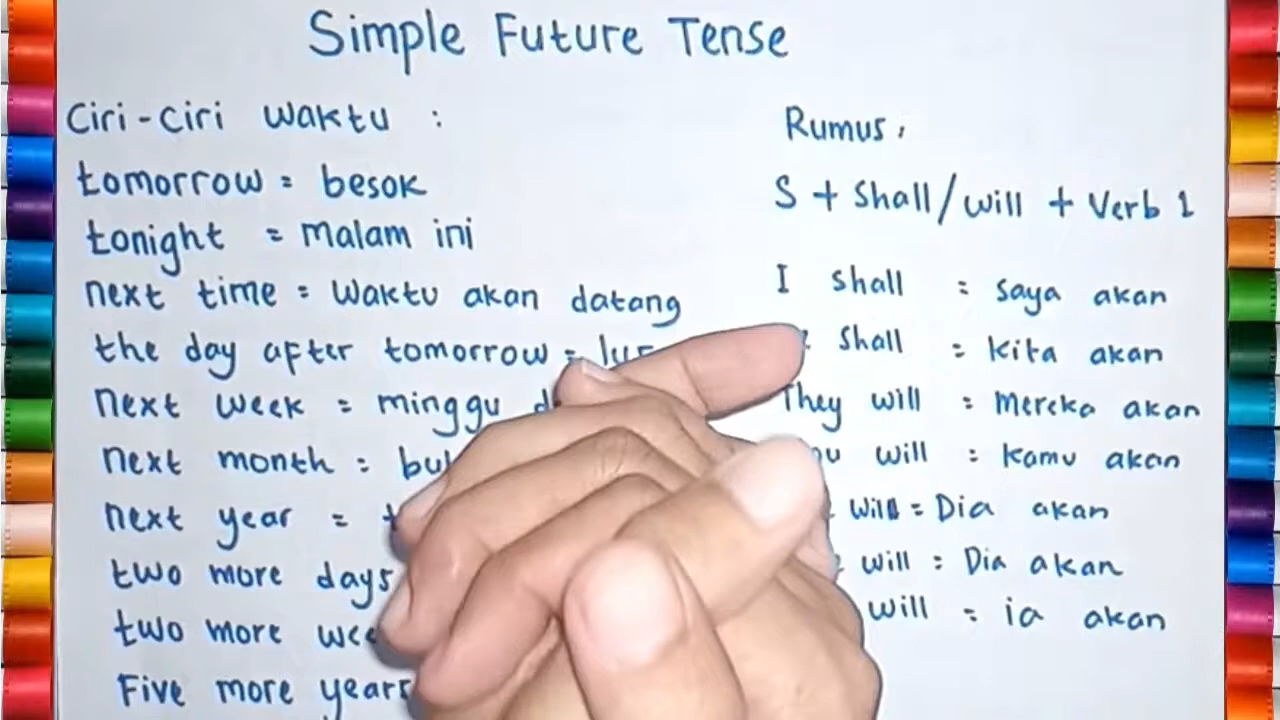 Simple Future Tense
Ciri-ciri waktu :
tomorrow = besok
tonight = malam ini
next time = waktu akan datang
the day after tomorrow =
next week = minggu
next month =
next year =
two more days
two more
Five more years
Rumus,
S + Shall/will + Verb 1
I shall = saya akan
shall = kita akan
They will = Mereka akan
will = kamu akan
will = Dia akan
will = Dia akan
will = ia akan